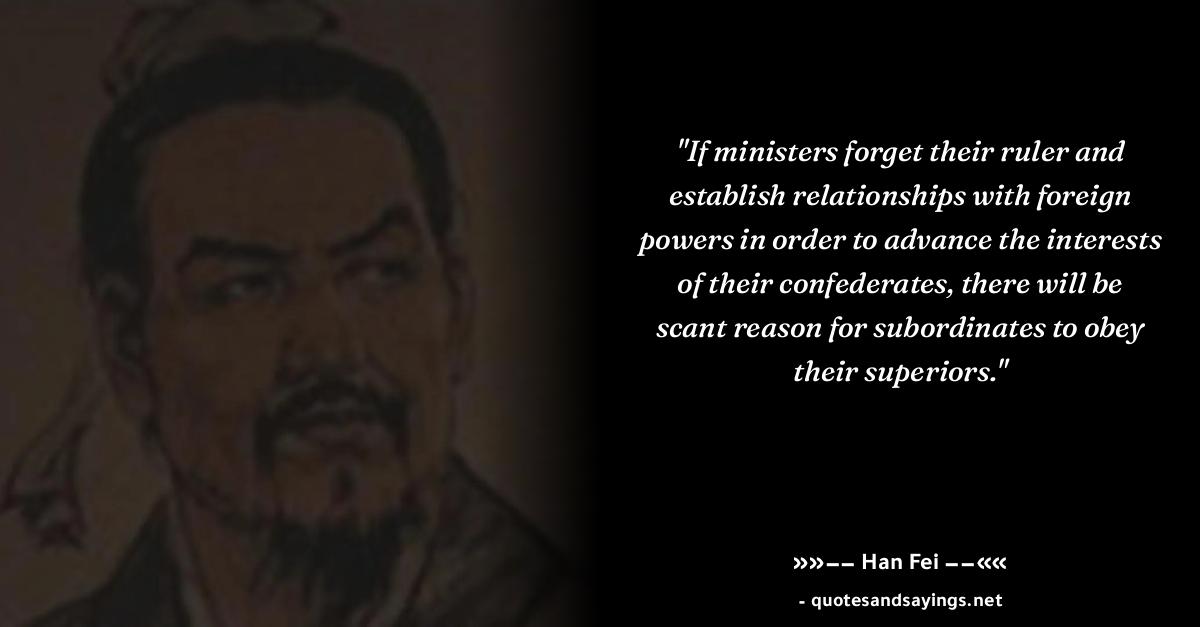 "If ministers forget their ruler and
establish relationships with foreign
powers in order to advance the interests
of their confederates, there will be
scant reason for subordinates to obey
their superiors."
»»–– Han Fei ––««
- quotesandsayings.net